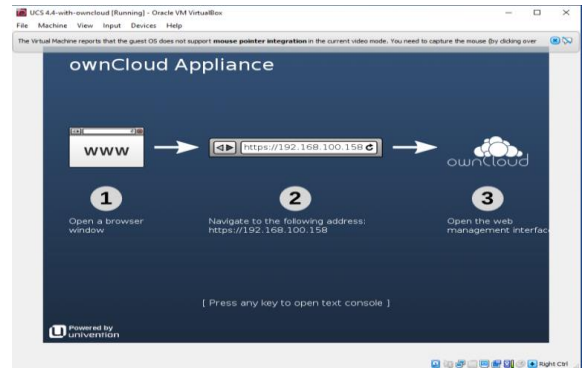 UCS 4.4-with-owncloud [Running] - Oracle VM VirtualBox
File Machine View Input Devices Help
The Virtual Machine reports that the guest OS does not support mouse pointer integration in the current video mode. You need to capture the mouse (by clicking over
ownCloud Appliance
www
https://192.168.100.158
ownCloud
1
2
3
Open a browser
window
Navigate to the following address:
https://192.168.100.158
Open the web
management interfac
[ Press any key to open text console ]
Powered by
univention
Right Ctrl